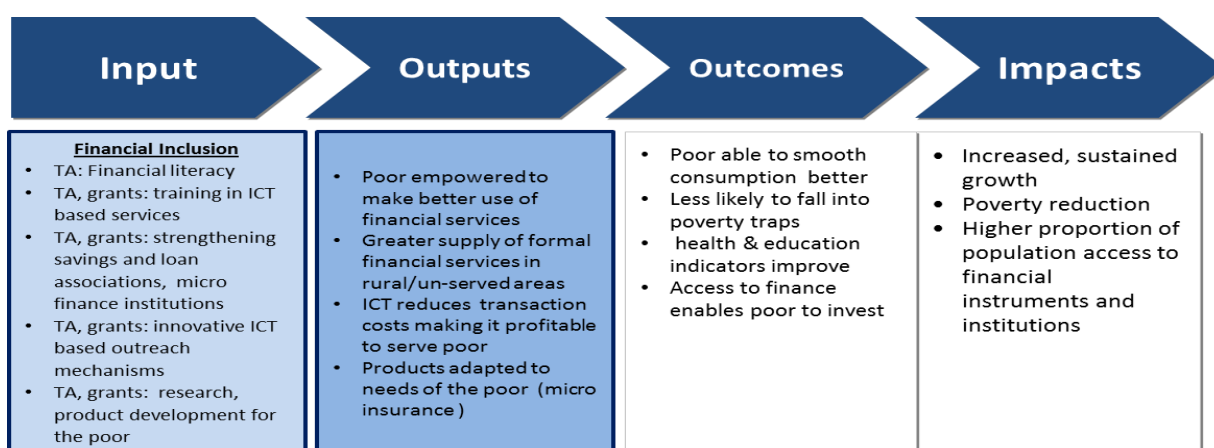 Input
Outputs
Outcomes
Impacts
Financial Inclusion
• TA: Financial literacy
• TA, grants: training in ICT
based services
• TA, grants: strengthening
savings and loan
associations, micro
finance institutions
• TA, grants: innovative ICT
based outreach
mechanisms
• TA, grants: research,
product development for
the poor
• Poor empowered to
make better use of
financial services
• Greater supply of formal
financial services in
rural/un-served areas
• ICT reduces transaction
costs making it profitable
to serve poor
• Products adapted to
needs of the poor (micro
insurance )
• Poor able to smooth
consumption better
• Less likely to fall into
poverty traps
• health & education
indicators improve
• Access to finance
enables poor to invest
• Increased, sustained
growth
• Poverty reduction
• Higher proportion of
population access to
financial
instruments and
institutions